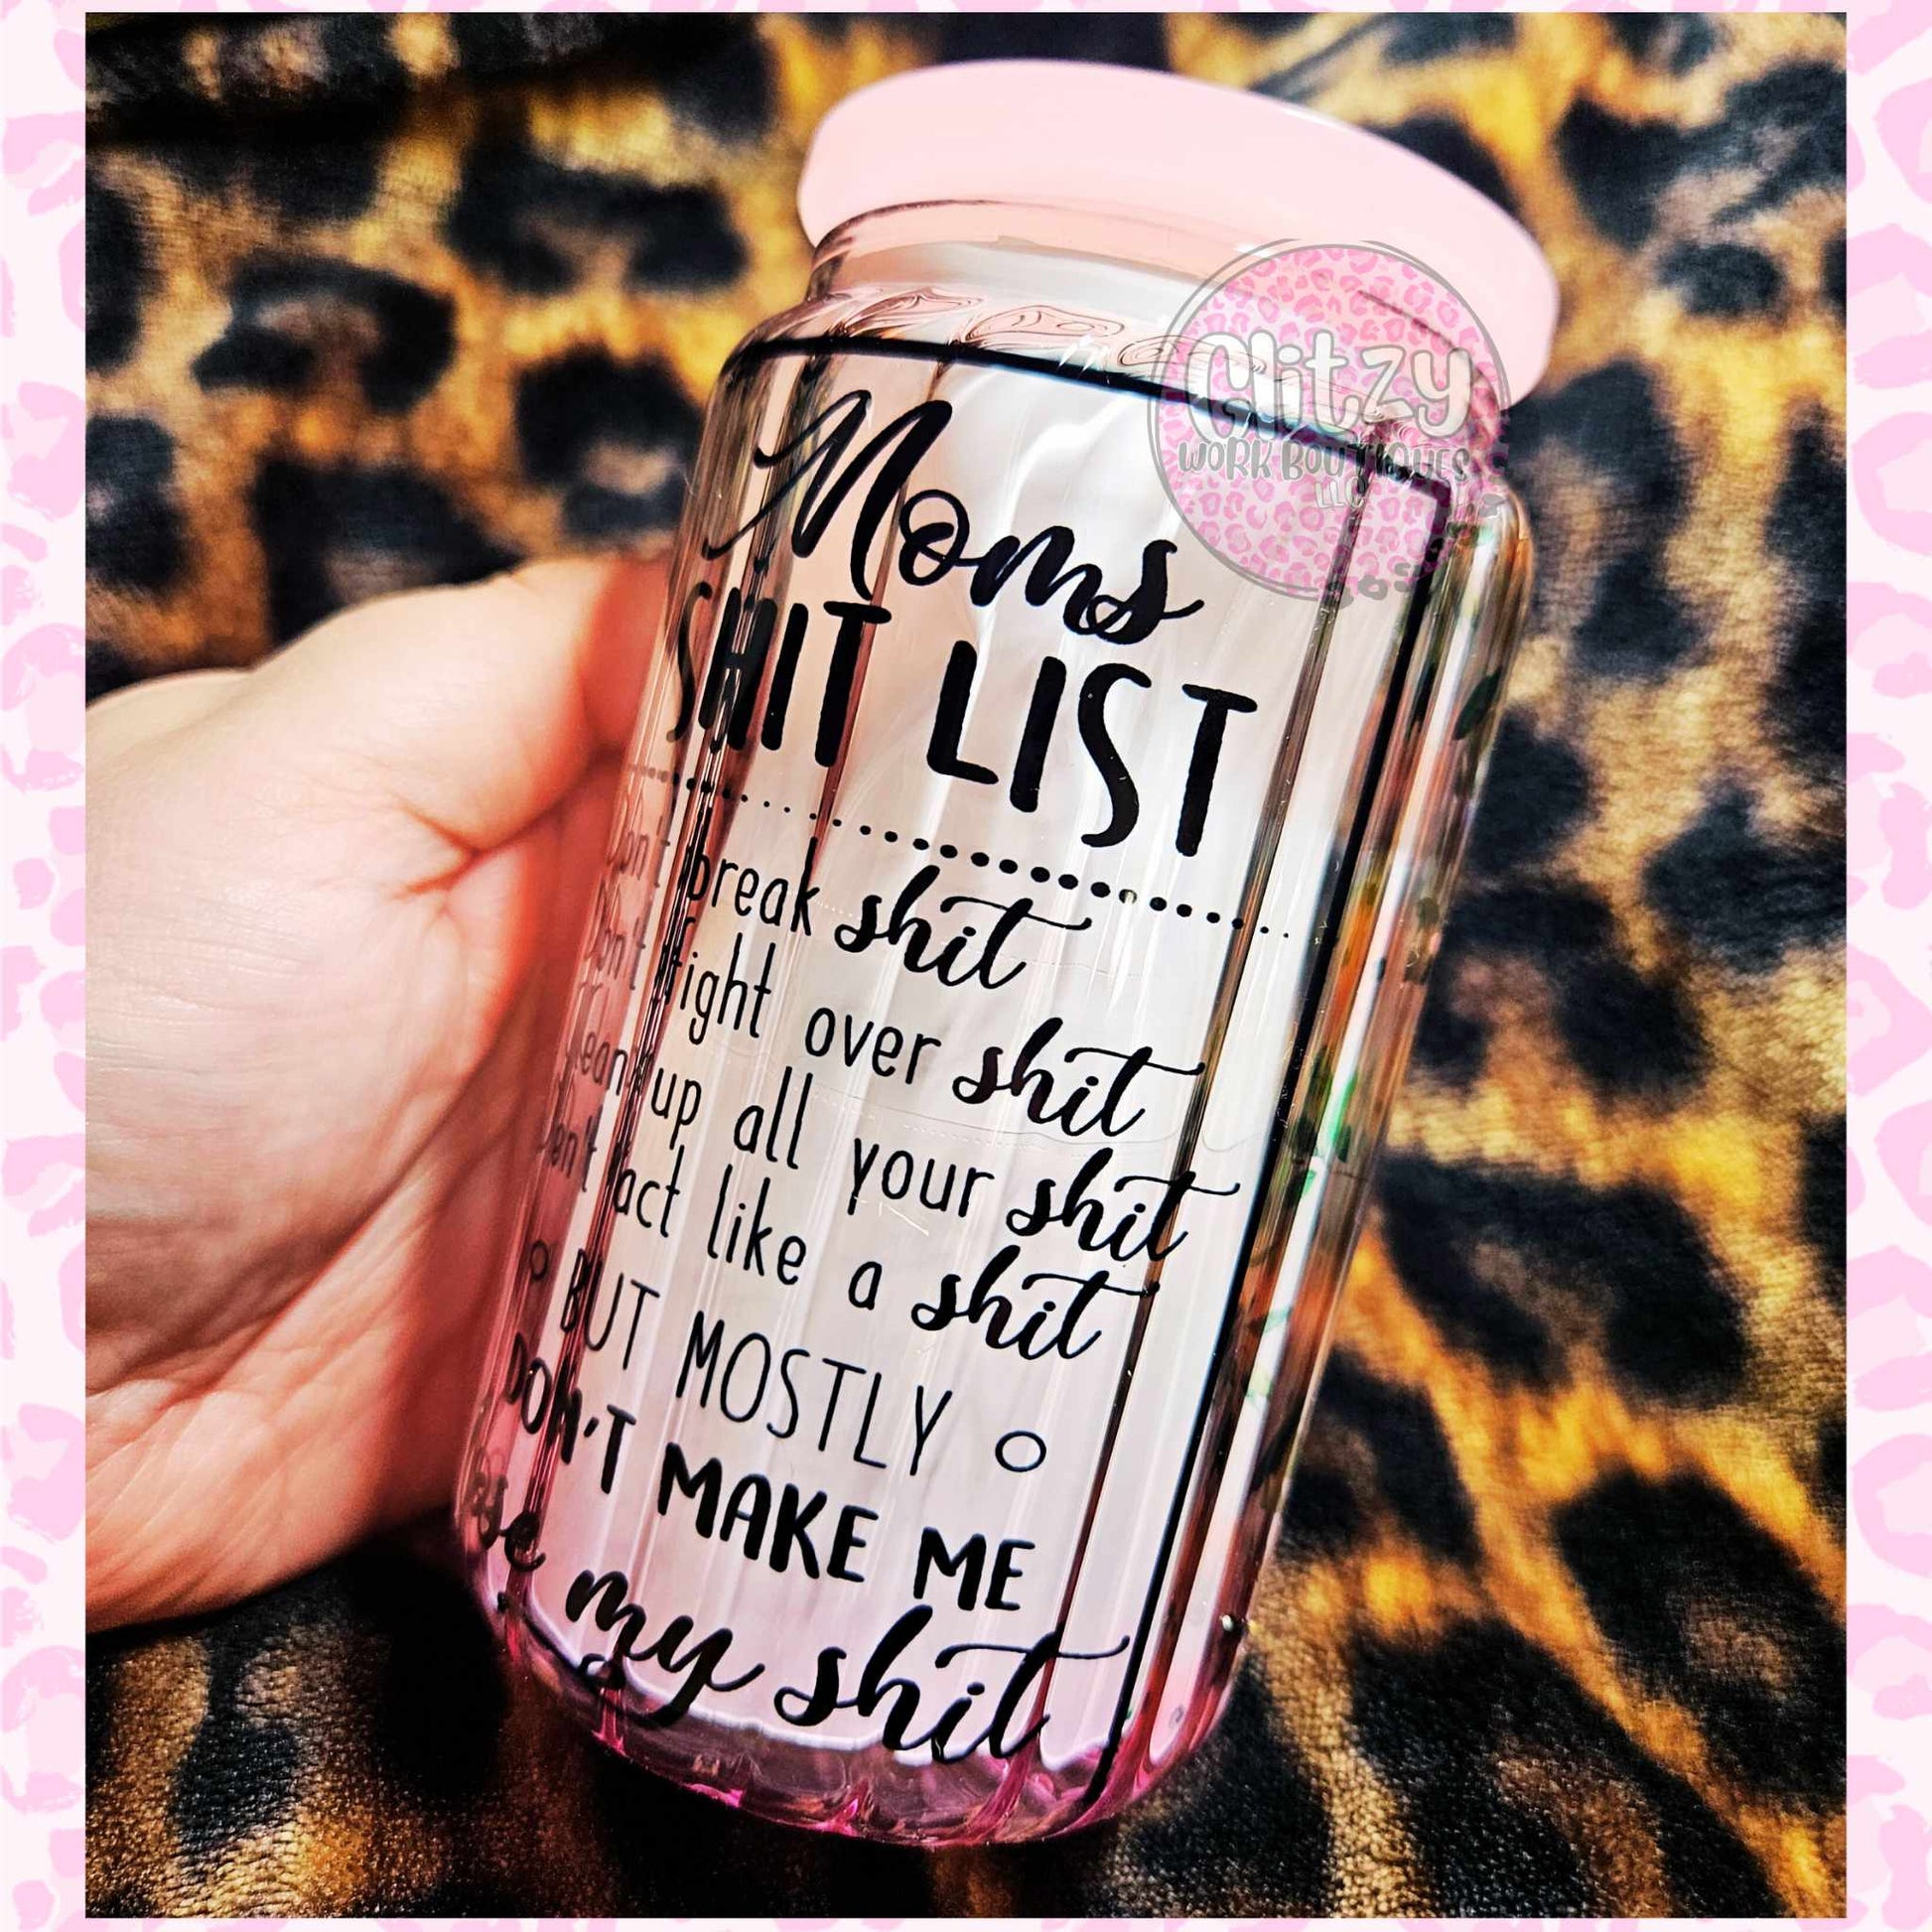 Glitzy
WORK BOUTIQUES
LLC
Moms
SHIT LIST
Don't break shit
Don't fight over shit
Clean up all your shit
Don't act like a shit
BUT MOSTLY
DON'T MAKE ME
lose my shit